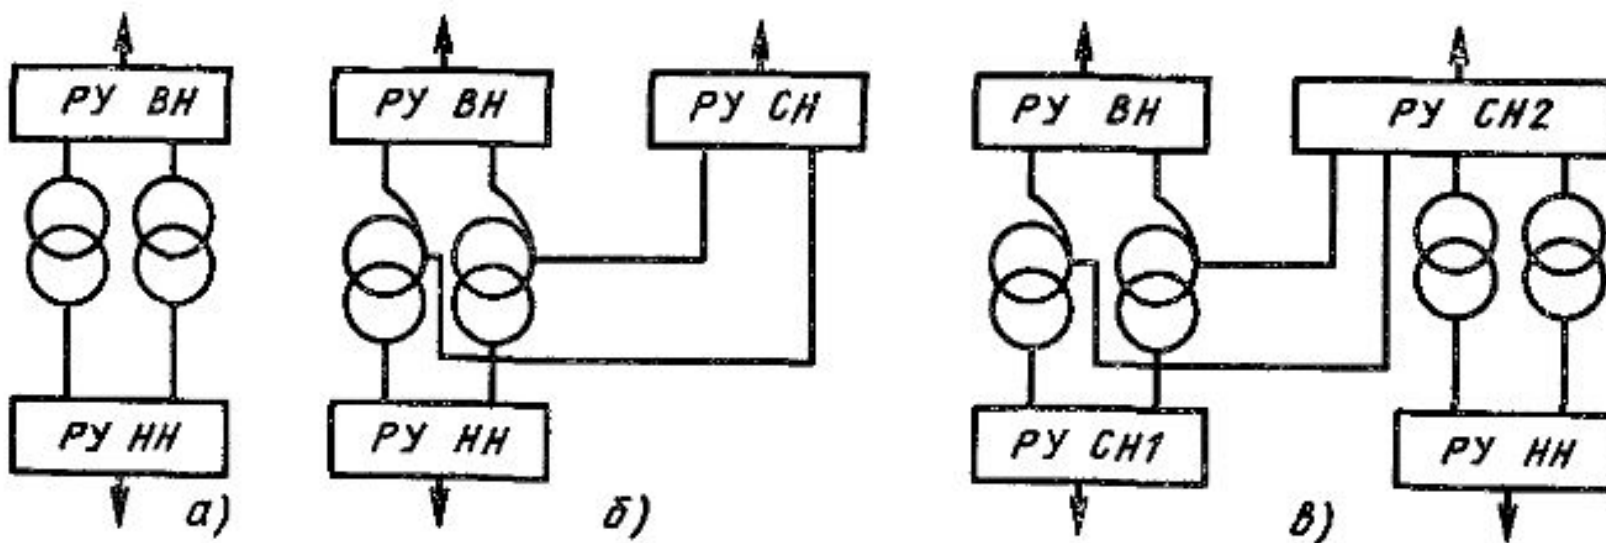 РУ ВН
РУ НН
а)
РУ ВН
РУ СН
РУ НН
б)
РУ ВН
РУ СН2
РУ СН1
РУ НН
в)